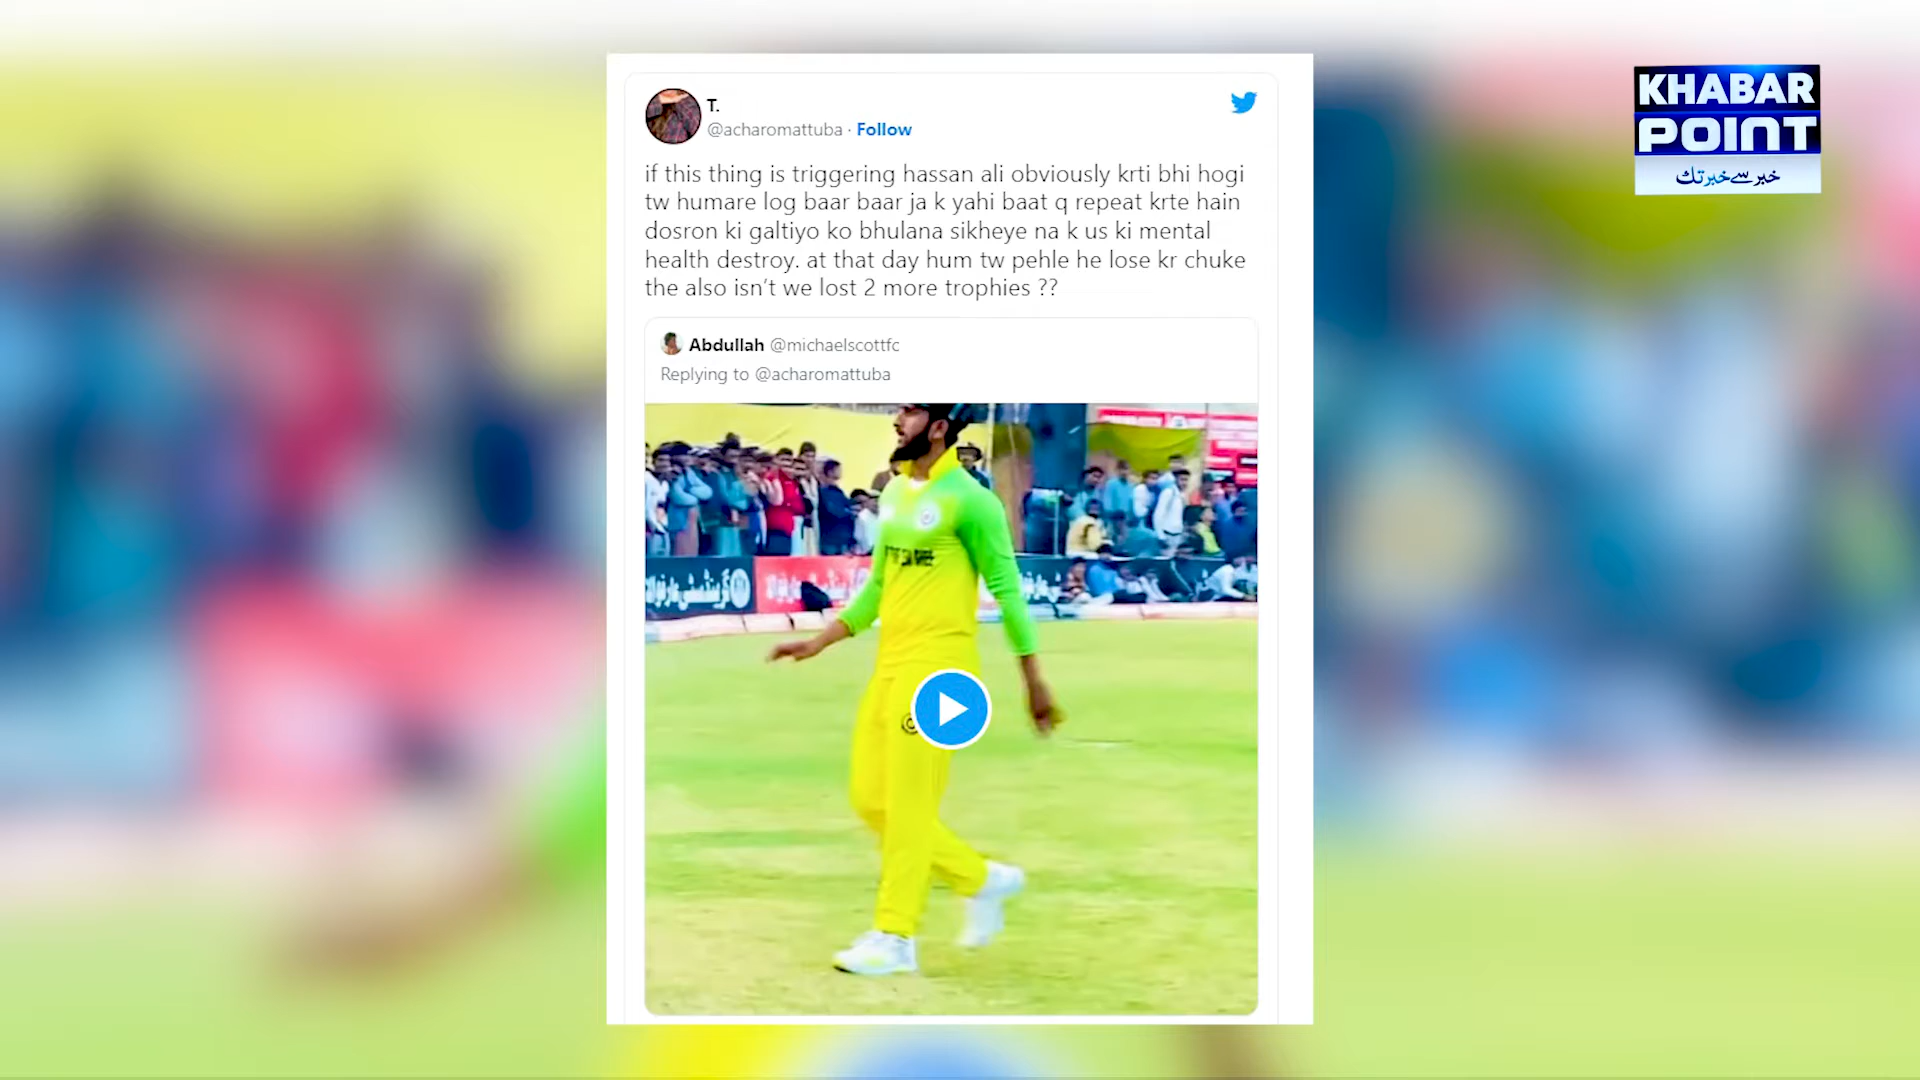 KHABAR
POINT
خبر سے خبر تک
T.
@acharomattuba · Follow
if this thing is triggering hassan ali obviously krti bhi hogi
tw humare log baar baar ja k yahi baat q repeat krte hain
dosron ki galtiyo ko bhulana sikheye na k us ki mental
health destroy. at that day hum tw pehle he lose kr chuke
the also isn't we lost 2 more trophies ??
Abdullah @michaelscottfc
Replying to @acharomattuba